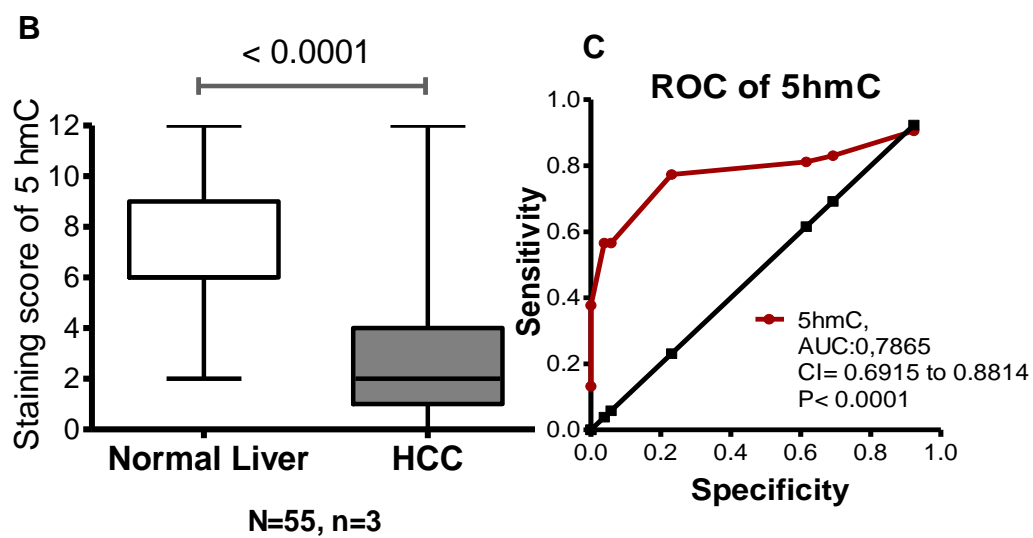 B
< 0.0001
Staining score of 5 hmC
12
10
8
6
4
2
0
Normal Liver
HCC
N=55, n=3
C
ROC of 5hmC
Sensitivity
1.0
0.8
0.6
0.4
0.2
0.0
0.0
0.2
0.4
0.6
0.8
1.0
Specificity
5hmC,
AUC:0,7865
CI= 0.6915 to 0.8814
P< 0.0001